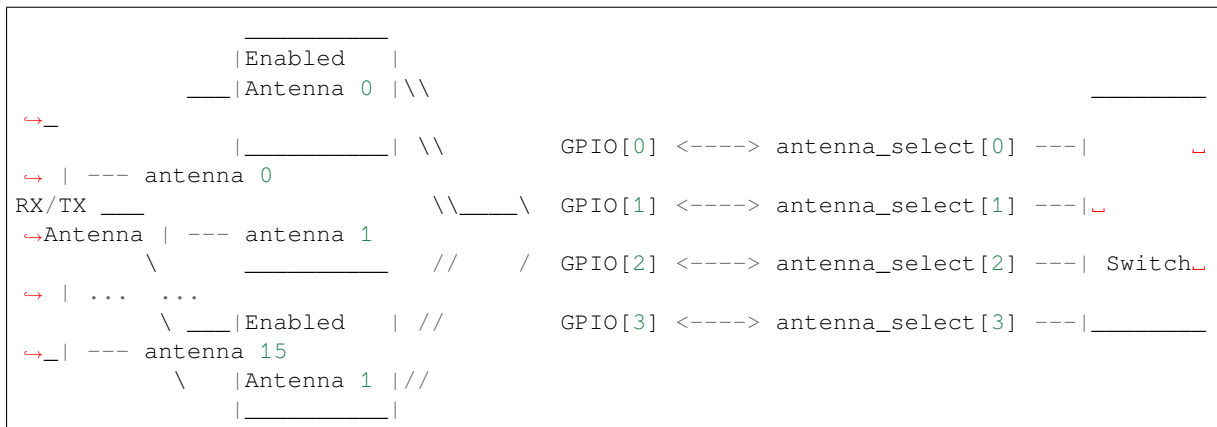 __________
                  |Enabled   |
               ___|Antenna 0 |\\                                              ________
↪_
                  |__________| \\        GPIO[0] <----> antenna_select[0] ---|        ␣
↪ | --- antenna 0
RX/TX ___                       \\____\  GPIO[1] <----> antenna_select[1] ---|␣
↪Antenna | --- antenna 1
         \         __________   //    /  GPIO[2] <----> antenna_select[2] ---| Switch␣
↪ | ...  ...
          \ ___|Enabled   | //        GPIO[3] <----> antenna_select[3] ---|________
↪_| --- antenna 15
           \   |Antenna 1 |//
               |__________|